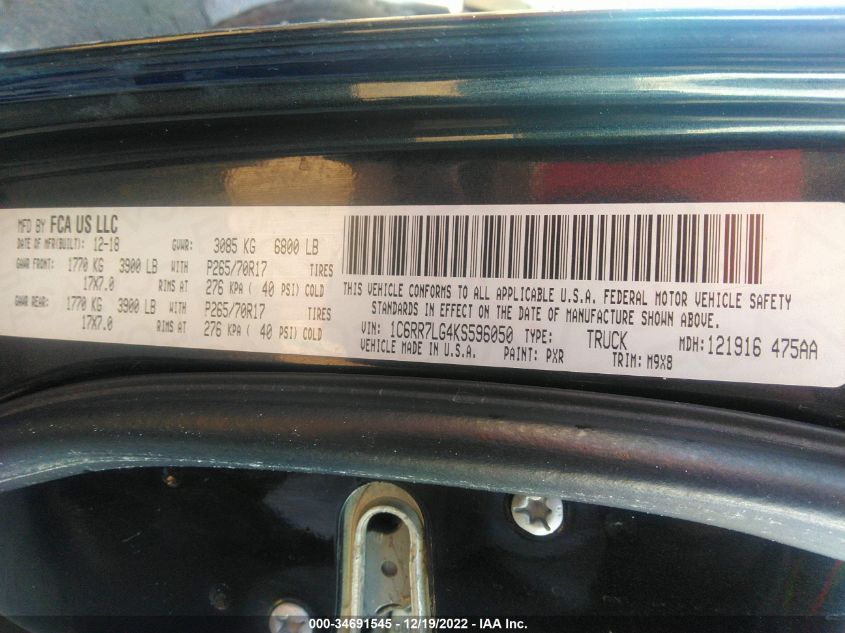 MFD BY FCA US LLC
DATE OF MFR(BUILT): 12-18 GVWR: 3085 KG 6800 LB
GAWR FRONT: 1770 KG 3900 LB WITH P265/70R17 TIRES
17X7.0 RIMS AT 276 KPA ( 40 PSI) COLD
GAWR REAR: 1770 KG 3900 LB WITH P265/70R17 TIRES
17X7.0 RIMS AT 276 KPA ( 40 PSI) COLD
THIS VEHICLE CONFORMS TO ALL APPLICABLE U.S.A. FEDERAL MOTOR VEHICLE SAFETY
STANDARDS IN EFFECT ON THE DATE OF MANUFACTURE SHOWN ABOVE.
VIN: 1C6RR7LG4KS596050 TYPE: TRUCK MDH: 121916 475AA
VEHICLE MADE IN U.S.A. PAINT: PXR TRIM: M9X8
000-34691545 - 12/19/2022 - IAA Inc.